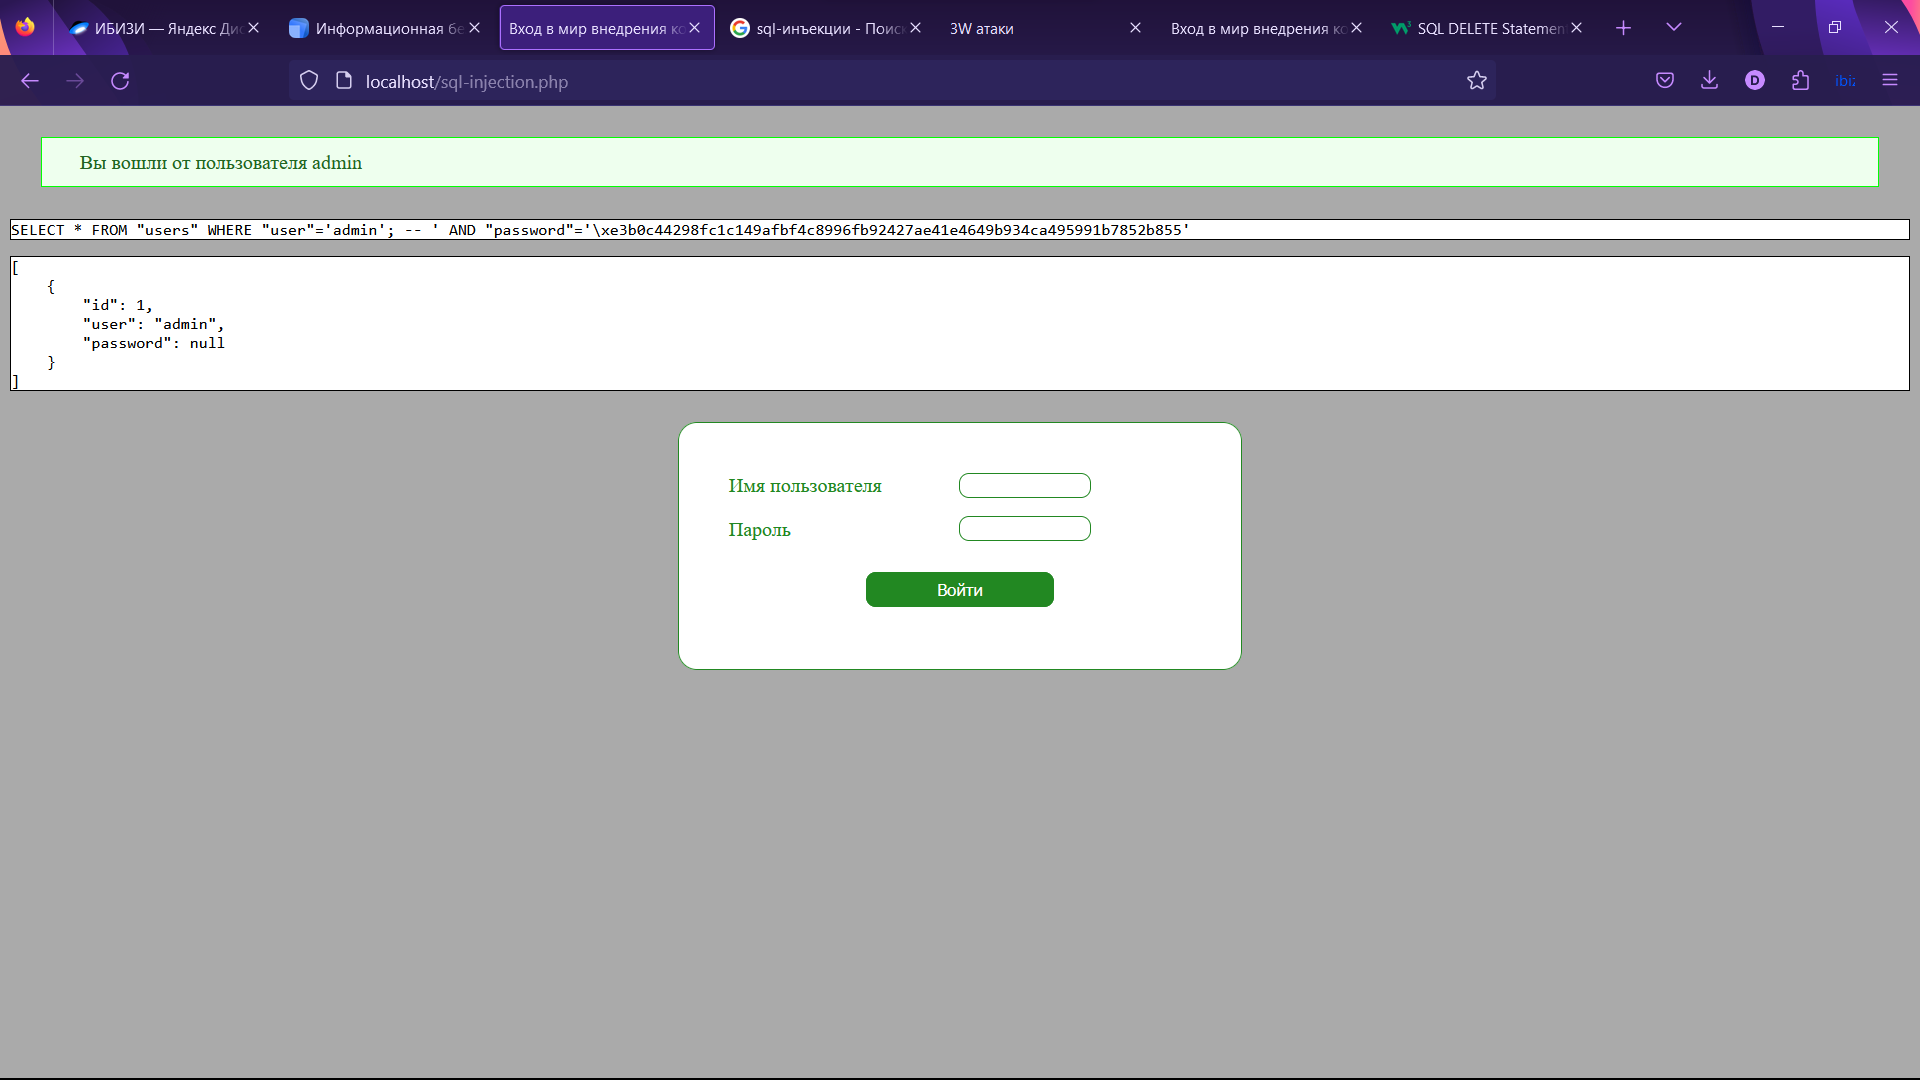 ИБИЗИ — Яндекс Ди
Информационная бе
Вход в мир внедрения ко
sql-инъекции - Поиск
3W атаки
Вход в мир внедрения ко
SQL DELETE Statemen
localhost/sql-injection.php
D
ibiz
Вы вошли от пользователя admin
SELECT * FROM "users" WHERE "user"='admin'; -- ' AND "password"='\xe3b0c44298fc1c149afbf4c8996fb92427ae41e4649b934ca495991b7852b855'
[
{
"id": 1,
"user": "admin",
"password": null
}
]
Имя пользователя
Пароль
Войти